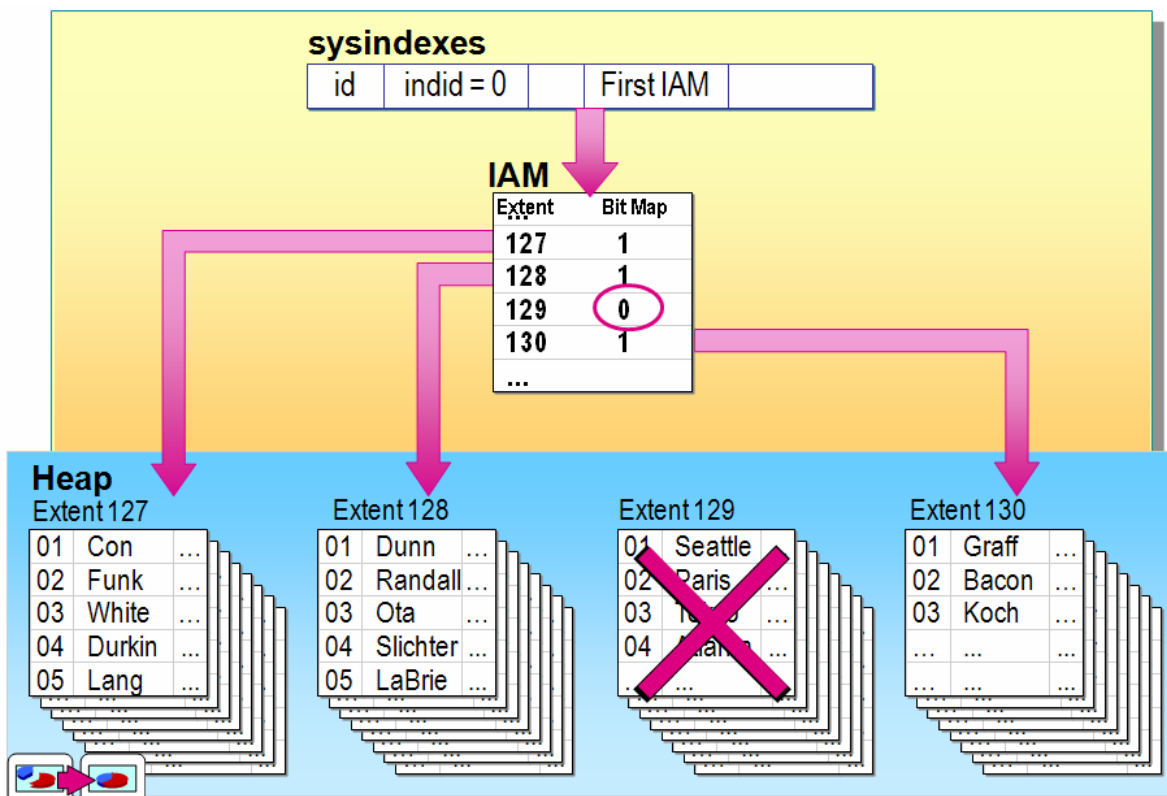 sysindexes
id indid = 0 First IAM
IAM
Extent Bit Map
...
127 1
128 1
129 0
130 1
...
Heap
Extent 127
01 Con ...
02 Funk ...
03 White ...
04 Durkin ...
05 Lang ...
Extent 128
01 Dunn ...
02 Randall ...
03 Ota ...
04 Slichter ...
05 LaBrie ...
Extent 129
01 Seattle ...
02 Paris ...
03 ...
04 ...
... ...
Extent 130
01 Graff ...
02 Bacon ...
03 Koch ...
... ... ...
... ... ...